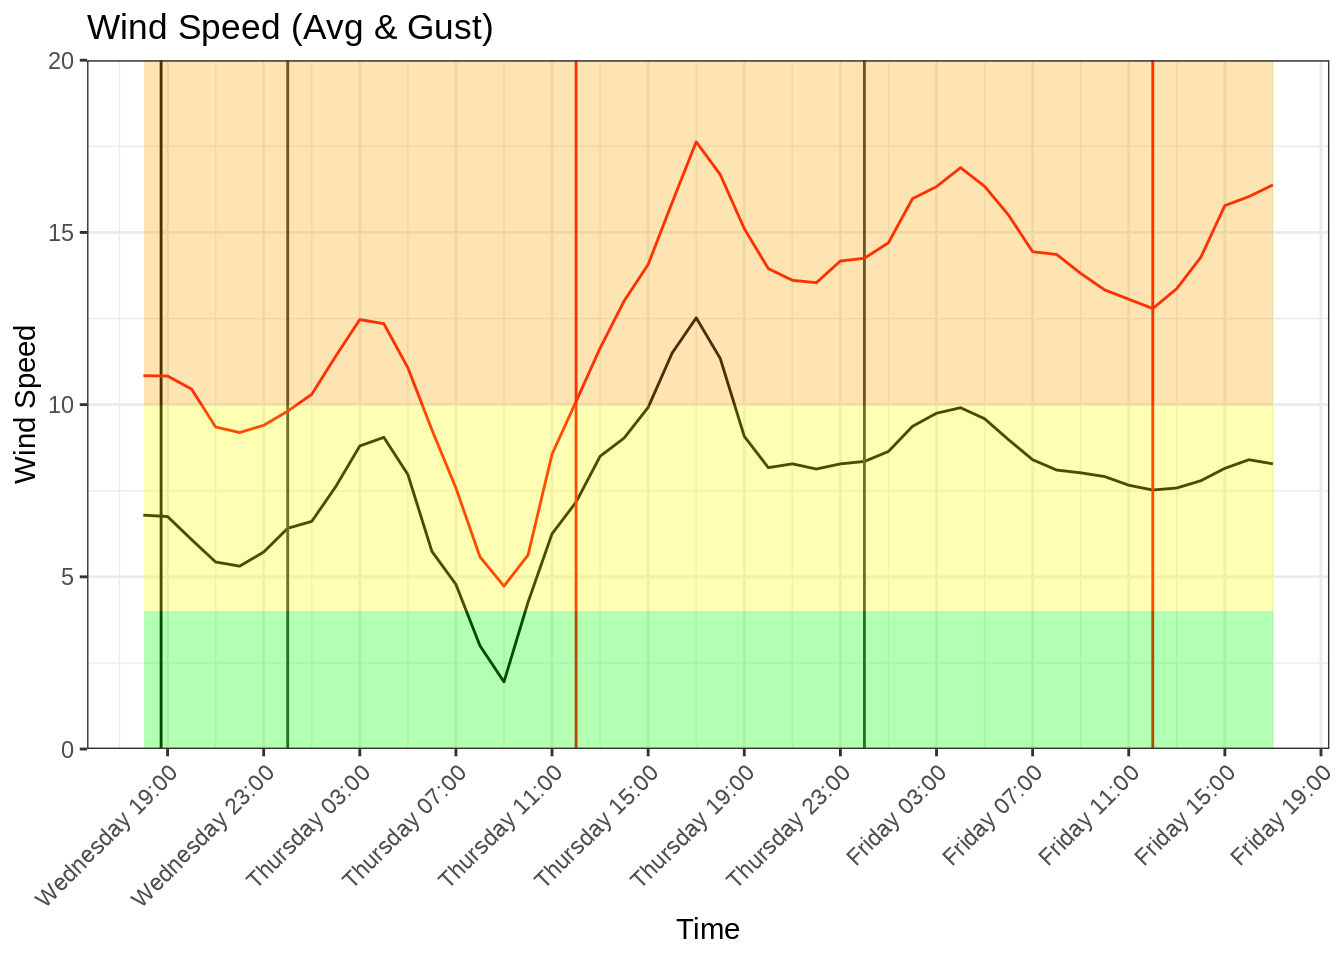 Wind Speed (Avg & Gust)
20
15
10
5
0
Wind Speed
Wednesday 19:00
Wednesday 23:00
Thursday 03:00
Thursday 07:00
Thursday 11:00
Thursday 15:00
Thursday 19:00
Thursday 23:00
Friday 03:00
Friday 07:00
Friday 11:00
Friday 15:00
Friday 19:00
Time